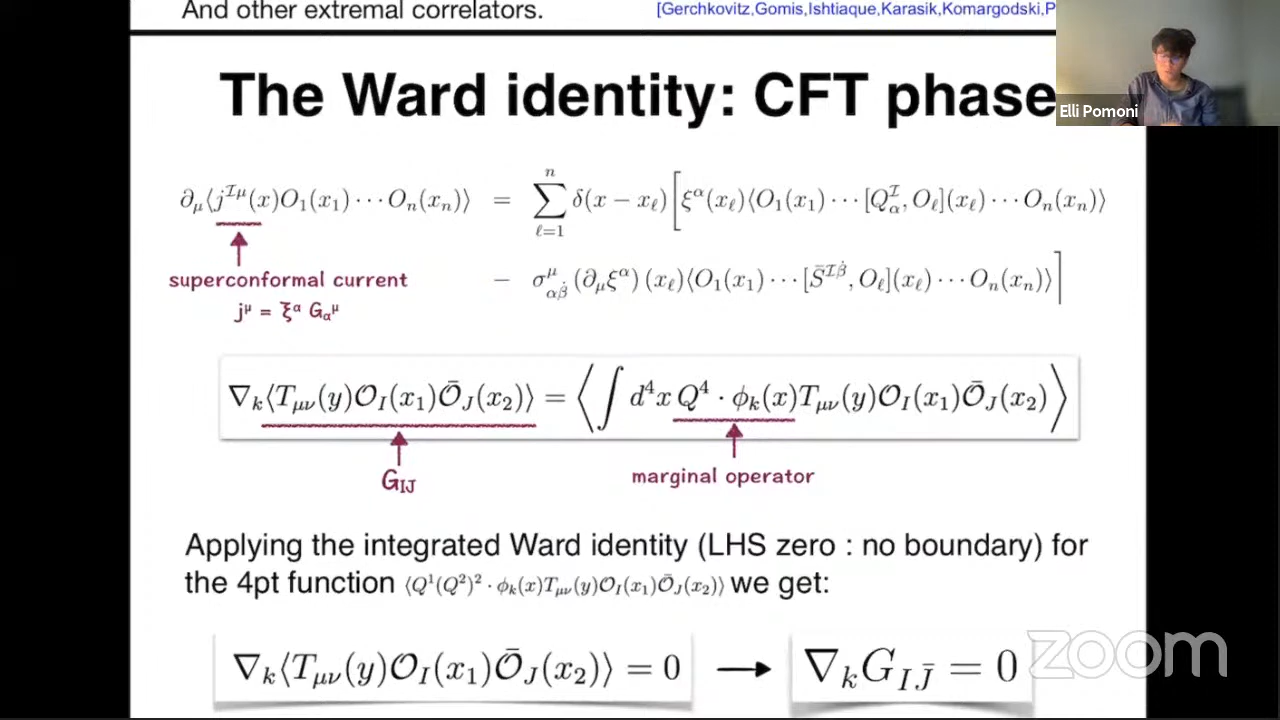 And other extremal correlators.
[Gerchkovitz,Gomis,Ishtiaque,Karasik,Komargodski,P
Elli Pomoni
The Ward identity: CFT phase
∂_μ⟨j^{ℐμ}(x)O_1(x_1)···O_n(x_n)⟩ = ∑_{ℓ=1}^{n} δ(x − x_ℓ)[ξ^α(x_ℓ)⟨O_1(x_1)···[Q^ℐ_α, O_ℓ](x_ℓ)···O_n(x_n)⟩
superconformal current
− σ^μ_{αβ̇}(∂_μξ^α)(x_ℓ)⟨O_1(x_1)···[S̄^{ℐβ̇}, O_ℓ](x_ℓ)···O_n(x_n)⟩]
j^μ = ξ^α G_α^μ
∇_k⟨T_{μν}(y)𝒪_I(x_1)𝒪̄_J(x_2)⟩ = ⟨∫ d^4x Q^4 · φ_k(x)T_{μν}(y)𝒪_I(x_1)𝒪̄_J(x_2)⟩
G_{IJ}
marginal operator
Applying the integrated Ward identity (LHS zero : no boundary) for
the 4pt function ⟨Q^1(Q^2)^2 · φ_k(x)T_{μν}(y)𝒪_I(x_1)𝒪̄_J(x_2)⟩ we get:
∇_k⟨T_{μν}(y)𝒪_I(x_1)𝒪̄_J(x_2)⟩ = 0 → ∇_kG_{IJ̄} = 0
zoom